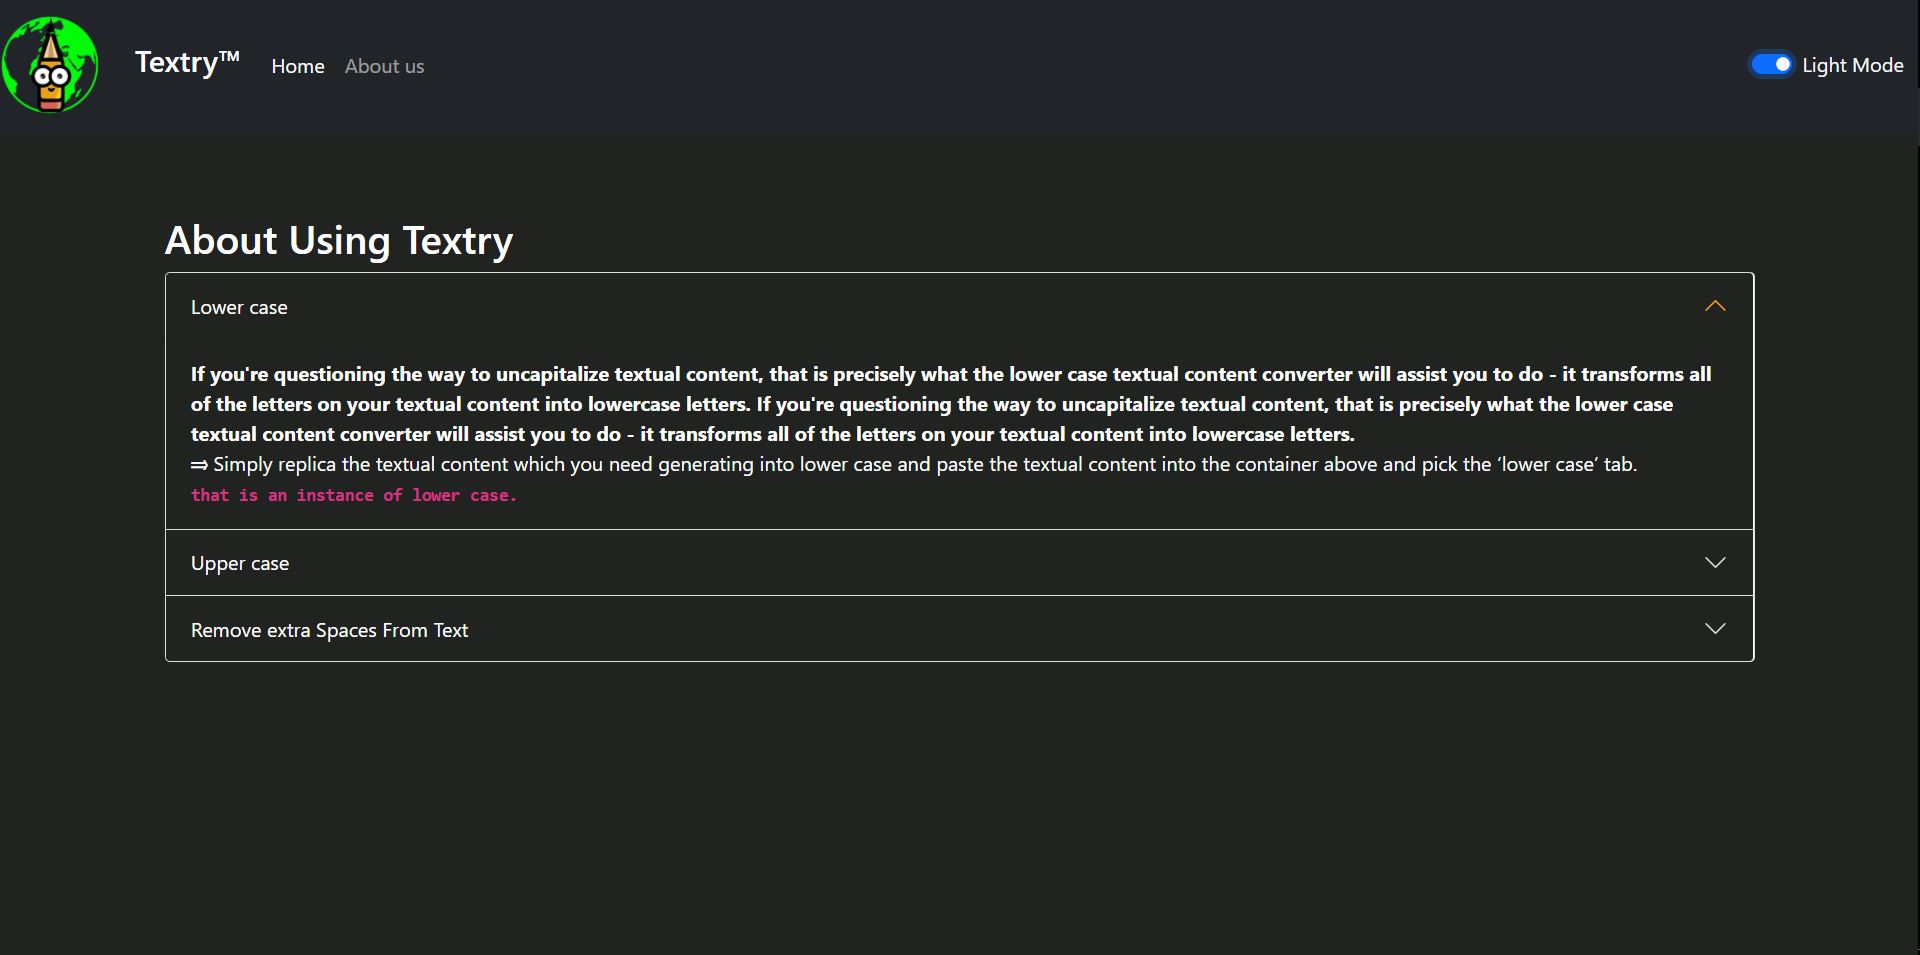 Textry™ Home About us Light Mode
About Using Textry
Lower case
If you're questioning the way to uncapitalize textual content, that is precisely what the lower case textual content converter will assist you to do - it transforms all
of the letters on your textual content into lowercase letters. If you're questioning the way to uncapitalize textual content, that is precisely what the lower case
textual content converter will assist you to do - it transforms all of the letters on your textual content into lowercase letters.
⇒ Simply replica the textual content which you need generating into lower case and paste the textual content into the container above and pick the ‘lower case’ tab.
that is an instance of lower case.
Upper case
Remove extra Spaces From Text